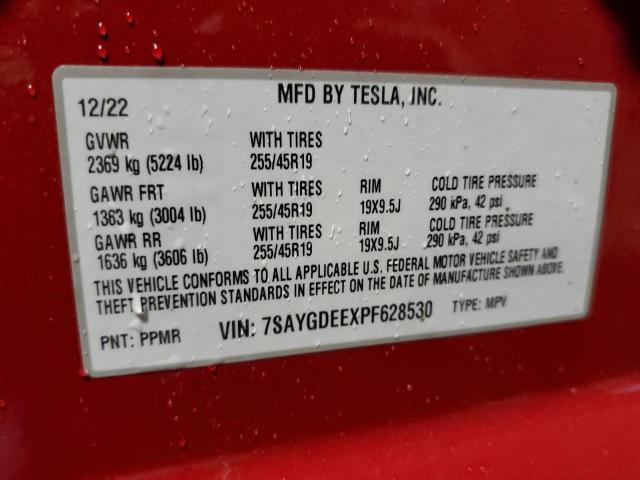 12/22 MFD BY TESLA, INC.
GVWR WITH TIRES
2369 kg (5224 lb) 255/45R19
GAWR FRT WITH TIRES RIM COLD TIRE PRESSURE
1363 kg (3004 lb) 255/45R19 19X9.5J 290 kPa, 42 psi
GAWR RR WITH TIRES RIM COLD TIRE PRESSURE
1636 kg (3606 lb) 255/45R19 19X9.5J 290 kPa, 42 psi
THIS VEHICLE CONFORMS TO ALL APPLICABLE U.S. FEDERAL MOTOR VEHICLE SAFETY AND
THEFT PREVENTION STANDARDS IN EFFECT ON THE DATE OF MANUFACTURE SHOWN ABOVE.
PNT: PPMR VIN: 7SAYGDEEXPF628530 TYPE: MPV